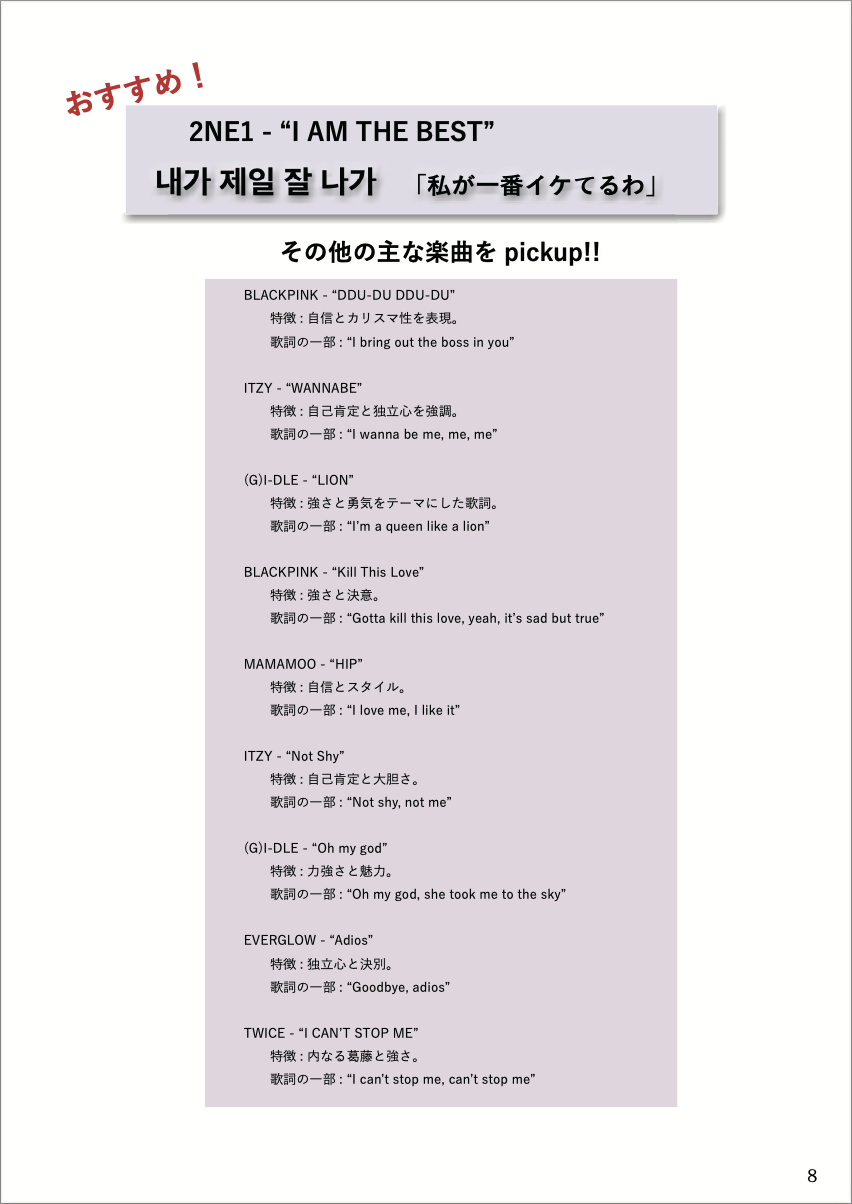 おすすめ！
2NE1 - “I AM THE BEST”
내가 제일 잘 나가 「私が一番イケてるわ」
その他の主な楽曲を pickup!!
BLACKPINK - “DDU-DU DDU-DU”
特徴 : 自信とカリスマ性を表現。
歌詞の一部 : “I bring out the boss in you”
ITZY - “WANNABE”
特徴 : 自己肯定と独立心を強調。
歌詞の一部 : “I wanna be me, me, me”
(G)I-DLE - “LION”
特徴 : 強さと勇気をテーマにした歌詞。
歌詞の一部 : “I’m a queen like a lion”
BLACKPINK - “Kill This Love”
特徴 : 強さと決意。
歌詞の一部 : “Gotta kill this love, yeah, it’s sad but true”
MAMAMOO - “HIP”
特徴 : 自信とスタイル。
歌詞の一部 : “I love me, I like it”
ITZY - “Not Shy”
特徴 : 自己肯定と大胆さ。
歌詞の一部 : “Not shy, not me”
(G)I-DLE - “Oh my god”
特徴 : 力強さと魅力。
歌詞の一部 : “Oh my god, she took me to the sky”
EVERGLOW - “Adios”
特徴 : 独立心と決別。
歌詞の一部 : “Goodbye, adios”
TWICE - “I CAN’T STOP ME”
特徴 : 内なる葛藤と強さ。
歌詞の一部 : “I can’t stop me, can’t stop me”
8